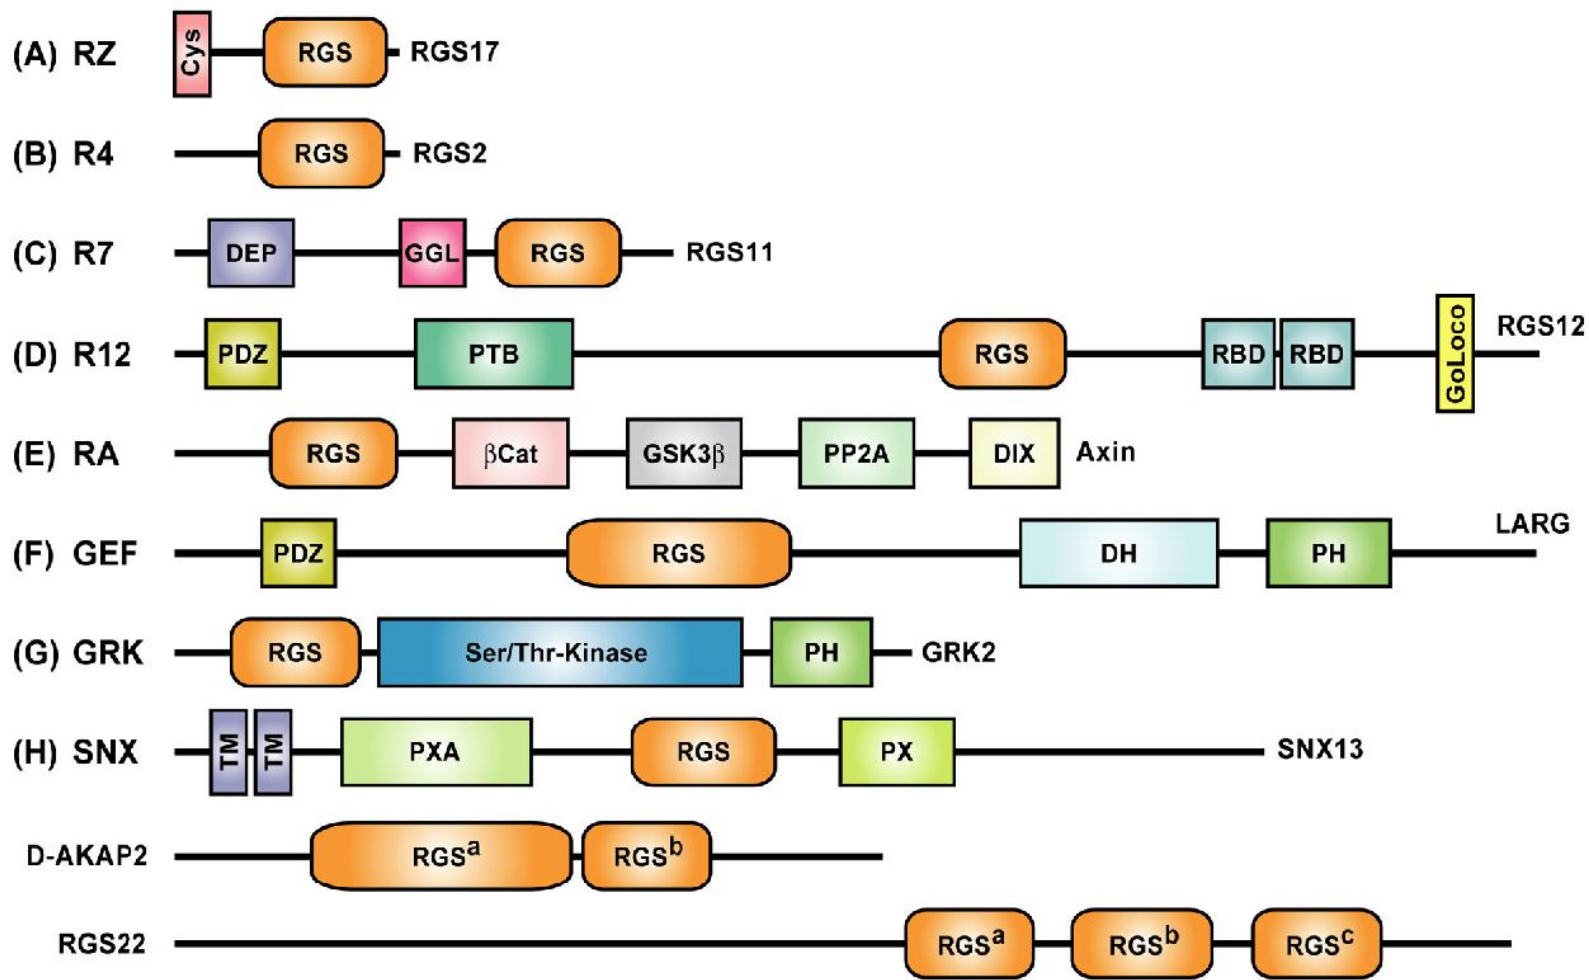 (A) RZ Cys RGS RGS17
(B) R4 RGS RGS2
(C) R7 DEP GGL RGS RGS11
(D) R12 PDZ PTB RGS RBD RBD GoLoco RGS12
(E) RA RGS βCat GSK3β PP2A DIX Axin
(F) GEF PDZ RGS DH PH LARG
(G) GRK RGS Ser/Thr-Kinase PH GRK2
(H) SNX TM TM PXA RGS PX SNX13
D-AKAP2 RGSa RGSb
RGS22 RGSa RGSb RGSc